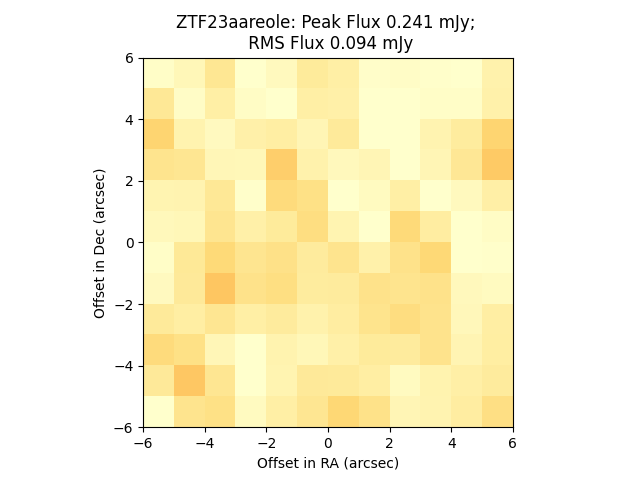 ZTF23aareole: Peak Flux 0.241 mJy;
RMS Flux 0.094 mJy
6
4
2
0
−2
−4
−6
Offset in Dec (arcsec)
−6 −4 −2 0 2 4 6
Offset in RA (arcsec)